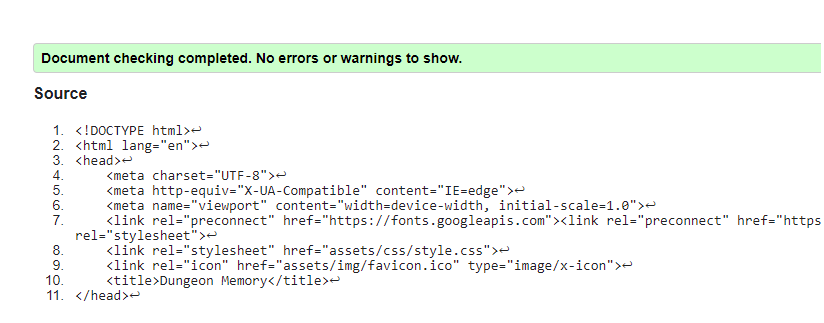 Document checking completed. No errors or warnings to show.
Source
1. <!DOCTYPE html>↩
2. <html lang="en">↩
3. <head>↩
4.     <meta charset="UTF-8">↩
5.     <meta http-equiv="X-UA-Compatible" content="IE=edge">↩
6.     <meta name="viewport" content="width=device-width, initial-scale=1.0">↩
7.     <link rel="preconnect" href="https://fonts.googleapis.com"><link rel="preconnect" href="https
rel="stylesheet">↩
8.     <link rel="stylesheet" href="assets/css/style.css">↩
9.     <link rel="icon" href="assets/img/favicon.ico" type="image/x-icon">↩
10.     <title>Dungeon Memory</title>↩
11. </head>↩